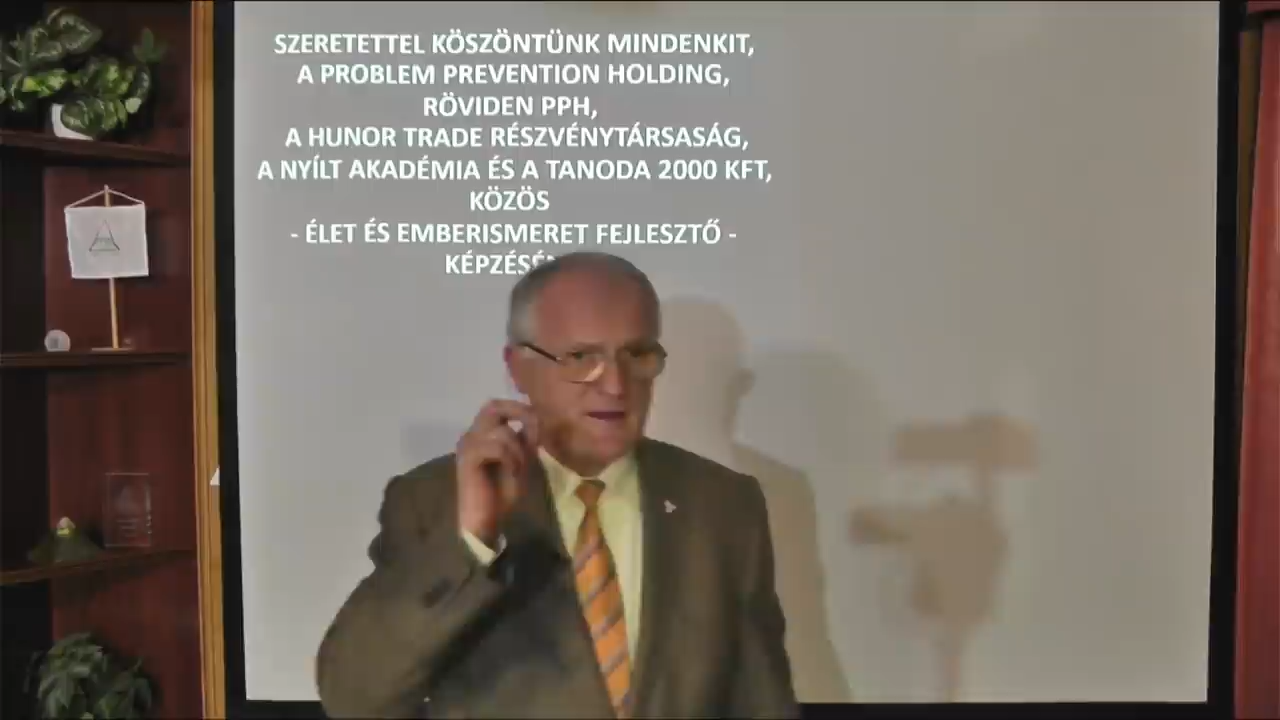 SZERETETTEL KÖSZÖNTÜNK MINDENKIT,
A PROBLEM PREVENTION HOLDING,
RÖVIDEN PPH,
A HUNOR TRADE RÉSZVÉNYTÁRSASÁG,
A NYÍLT AKADÉMIA ÉS A TANODA 2000 KFT,
KÖZÖS
- ÉLET ÉS EMBERISMERET FEJLESZTŐ -